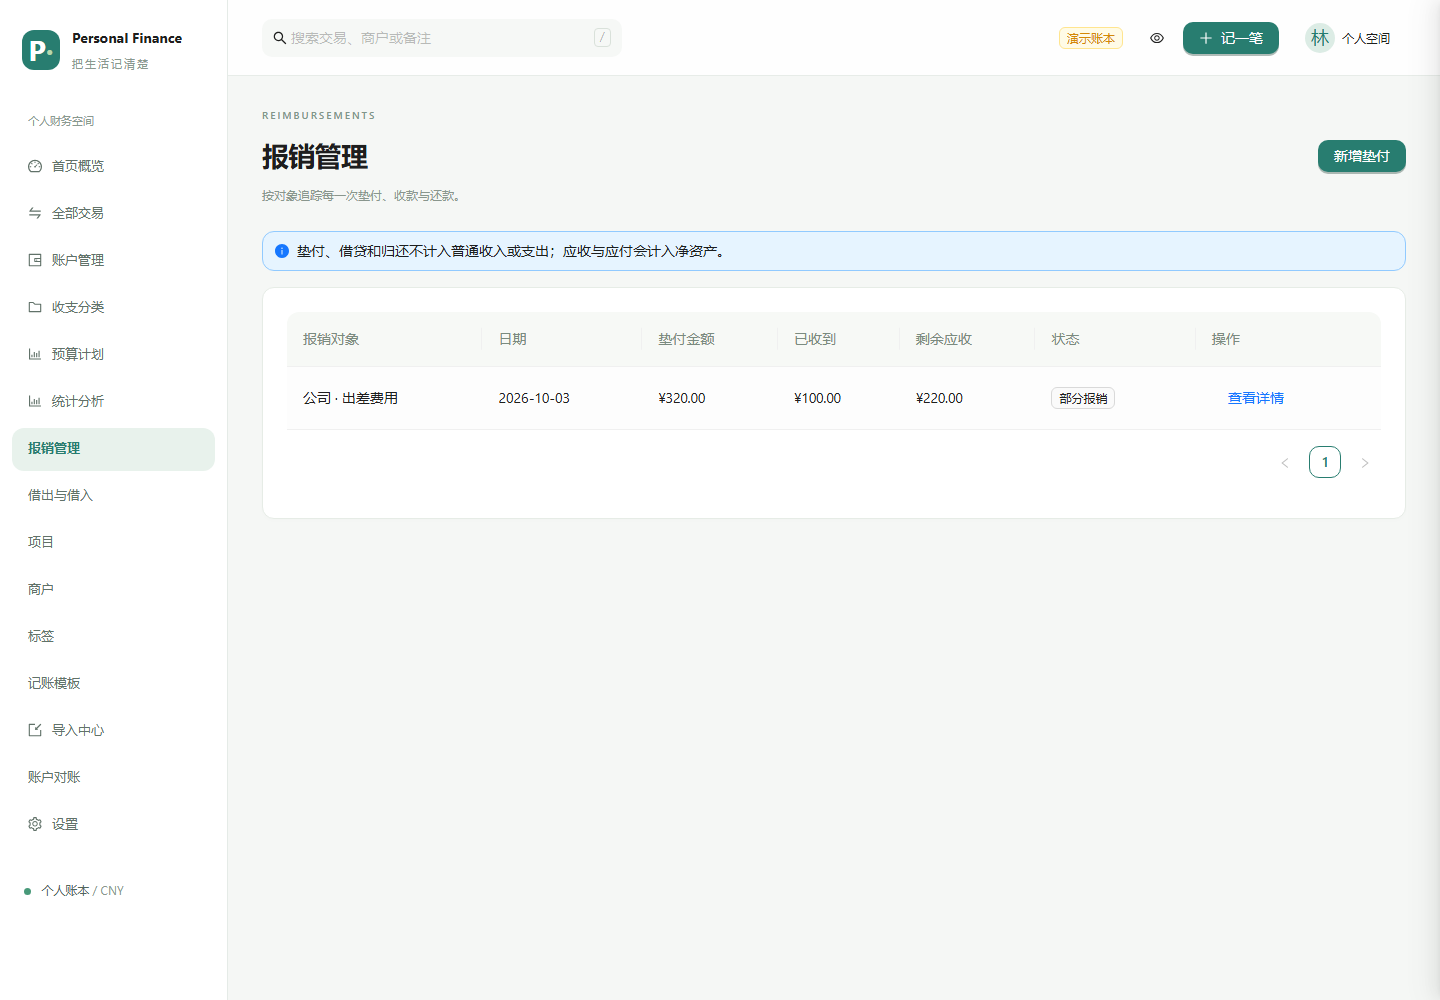 P
Personal Finance
把生活记清楚
搜索交易、商户或备注
/
演示账本
记一笔
林
个人空间
个人财务空间
首页概览
全部交易
账户管理
收支分类
预算计划
统计分析
报销管理
借出与借入
项目
商户
标签
记账模板
导入中心
账户对账
设置
个人账本 / CNY
REIMBURSEMENTS
报销管理
新增垫付
按对象追踪每一次垫付、收款与还款。
垫付、借贷和归还不计入普通收入或支出；应收与应付会计入净资产。
报销对象 日期 垫付金额 已收到 剩余应收 状态 操作
公司 · 出差费用 2026-10-03 ¥320.00 ¥100.00 ¥220.00 部分报销 查看详情
1